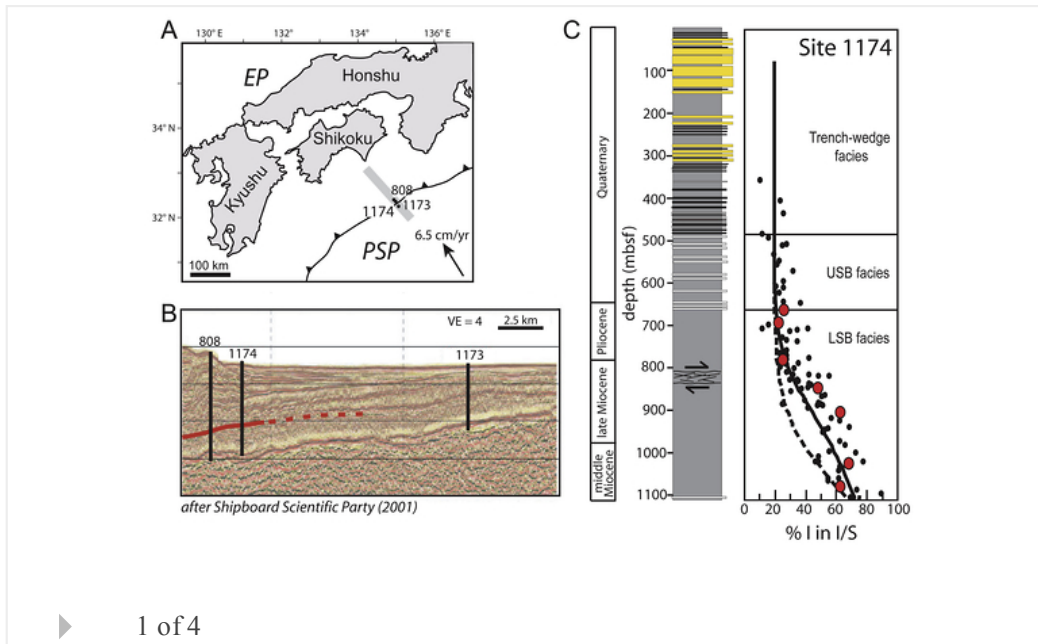 A
130°E
132°
134°
136°
EP
Honshu
34°N
Shikoku
Kyushu
808
1173
1174
32°N
PSP
6.5 cm/yr
100 km
B
VE = 4
2.5 km
808
1174
1173
after Shipboard Scientific Party (2001)
C
Quaternary
Pliocene
late Miocene
middle
Miocene
depth (mbsf)
100
200
300
400
500
600
700
800
900
1000
1100
Site 1174
Trench-wedge
facies
USB facies
LSB facies
0
20
40
60
80
100
% I in I/S
1 of 4